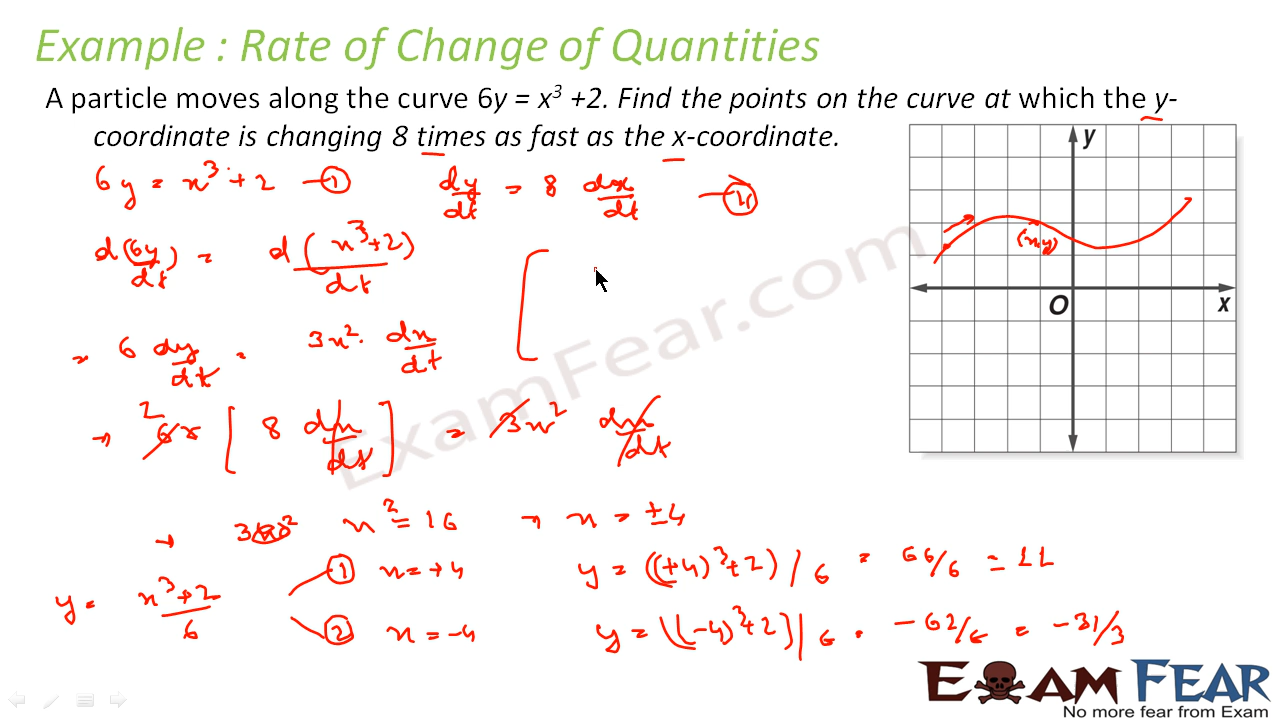 Example : Rate of Change of Quantities
A particle moves along the curve 6y = x³ +2. Find the points on the curve at which the y-
coordinate is changing 8 times as fast as the x-coordinate.
6y = x³ + 2 — ①
dy/dt = 8 dx/dt — (ii)
d(6y)/dt = d(x³+2)/dt
= 6 dy/dt = 3x² · dx/dt
→ 2 6 x [8 dx/dt] = 3x² dx/dt
→ x² = 16 → x = ±4
y = x³+2/6
① x = +4 y = ((+4)³+2)/6 = 66/6 = 11
② x = -4 y = ((-4)³+2)/6 = -62/6 = -31/3
y
(x,y)
O
x
ExamFear.com
EXAM FEAR
No more fear from Exam